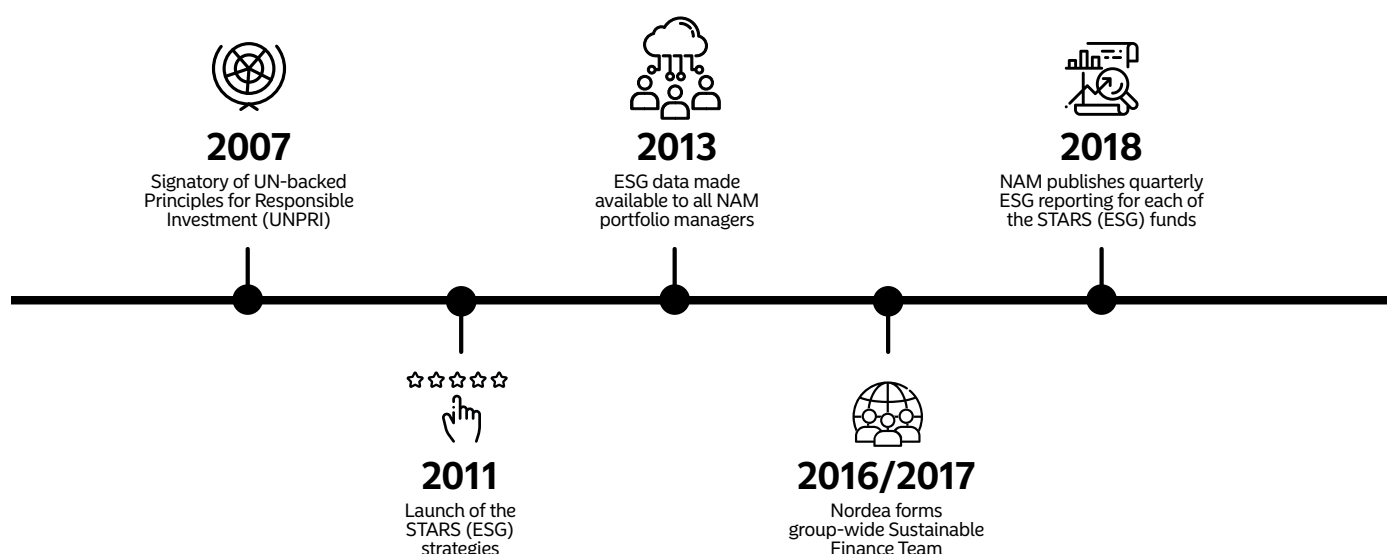 2007
Signatory of UN-backed
Principles for Responsible
Investment (UNPRI)
2011
Launch of the
STARS (ESG)
strategies
2013
ESG data made
available to all NAM
portfolio managers
2016/2017
Nordea forms
group-wide Sustainable
Finance Team
2018
NAM publishes quarterly
ESG reporting for each of
the STARS (ESG) funds